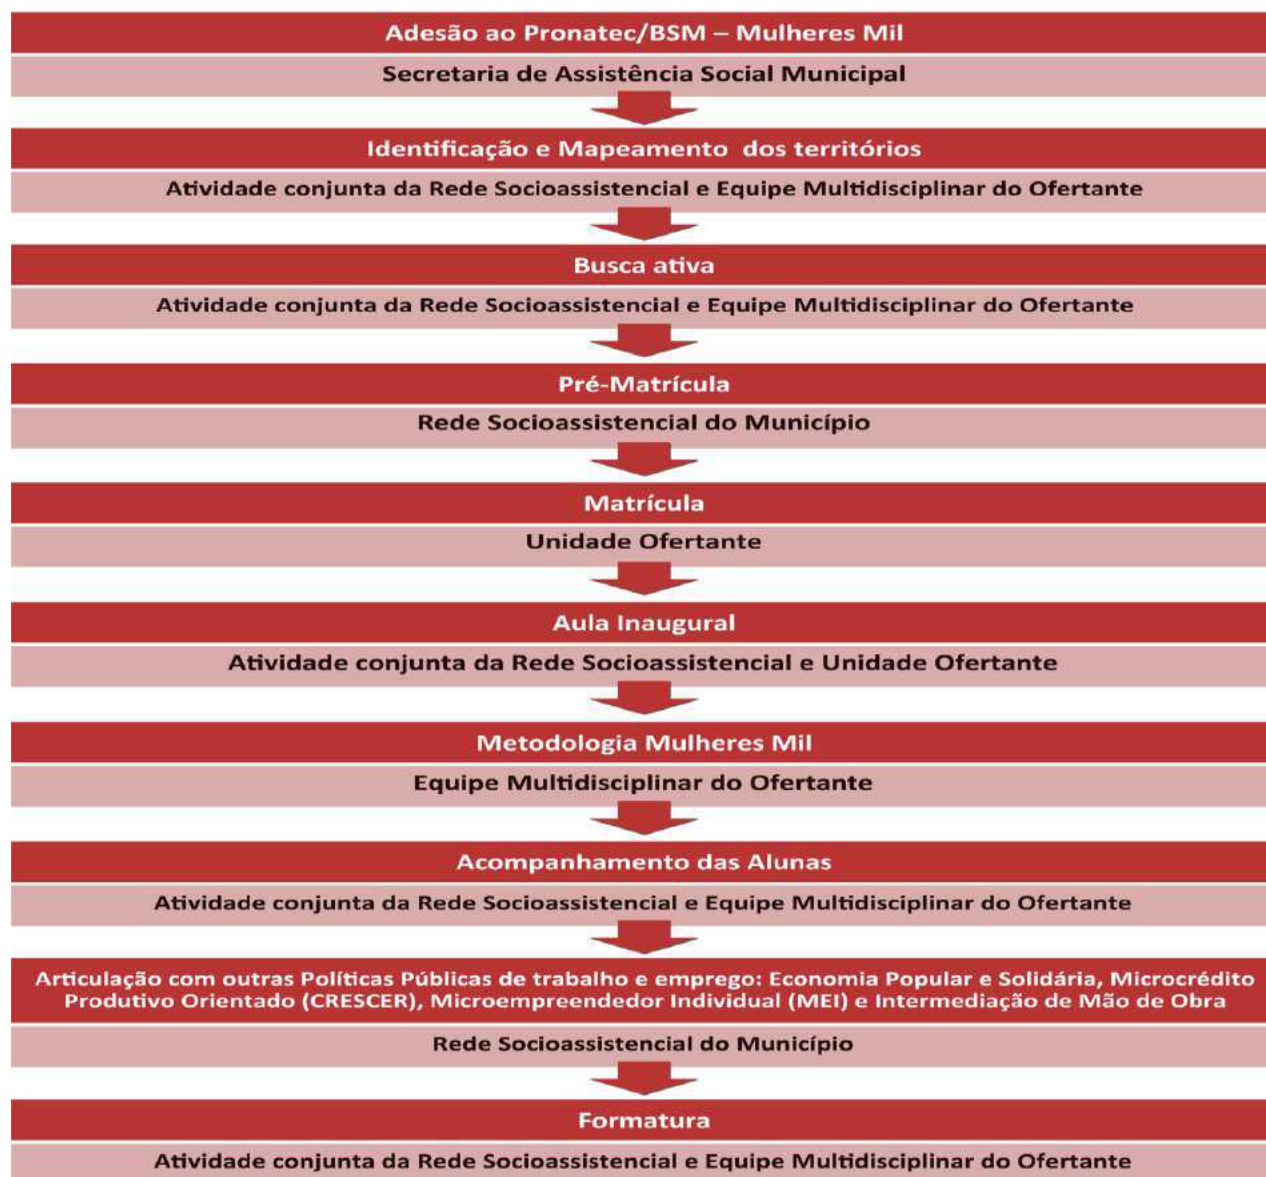 Adesão ao Pronatec/BSM – Mulheres Mil
Secretaria de Assistência Social Municipal
Identificação e Mapeamento dos territórios
Atividade conjunta da Rede Socioassistencial e Equipe Multidisciplinar do Ofertante
Busca ativa
Atividade conjunta da Rede Socioassistencial e Equipe Multidisciplinar do Ofertante
Pré-Matrícula
Rede Socioassistencial do Município
Matrícula
Unidade Ofertante
Aula Inaugural
Atividade conjunta da Rede Socioassistencial e Unidade Ofertante
Metodologia Mulheres Mil
Equipe Multidisciplinar do Ofertante
Acompanhamento das Alunas
Atividade conjunta da Rede Socioassistencial e Equipe Multidisciplinar do Ofertante
Articulação com outras Políticas Públicas de trabalho e emprego: Economia Popular e Solidária, Microcrédito
Produtivo Orientado (CRESCER), Microempreendedor Individual (MEI) e Intermediação de Mão de Obra
Rede Socioassistencial do Município
Formatura
Atividade conjunta da Rede Socioassistencial e Equipe Multidisciplinar do Ofertante